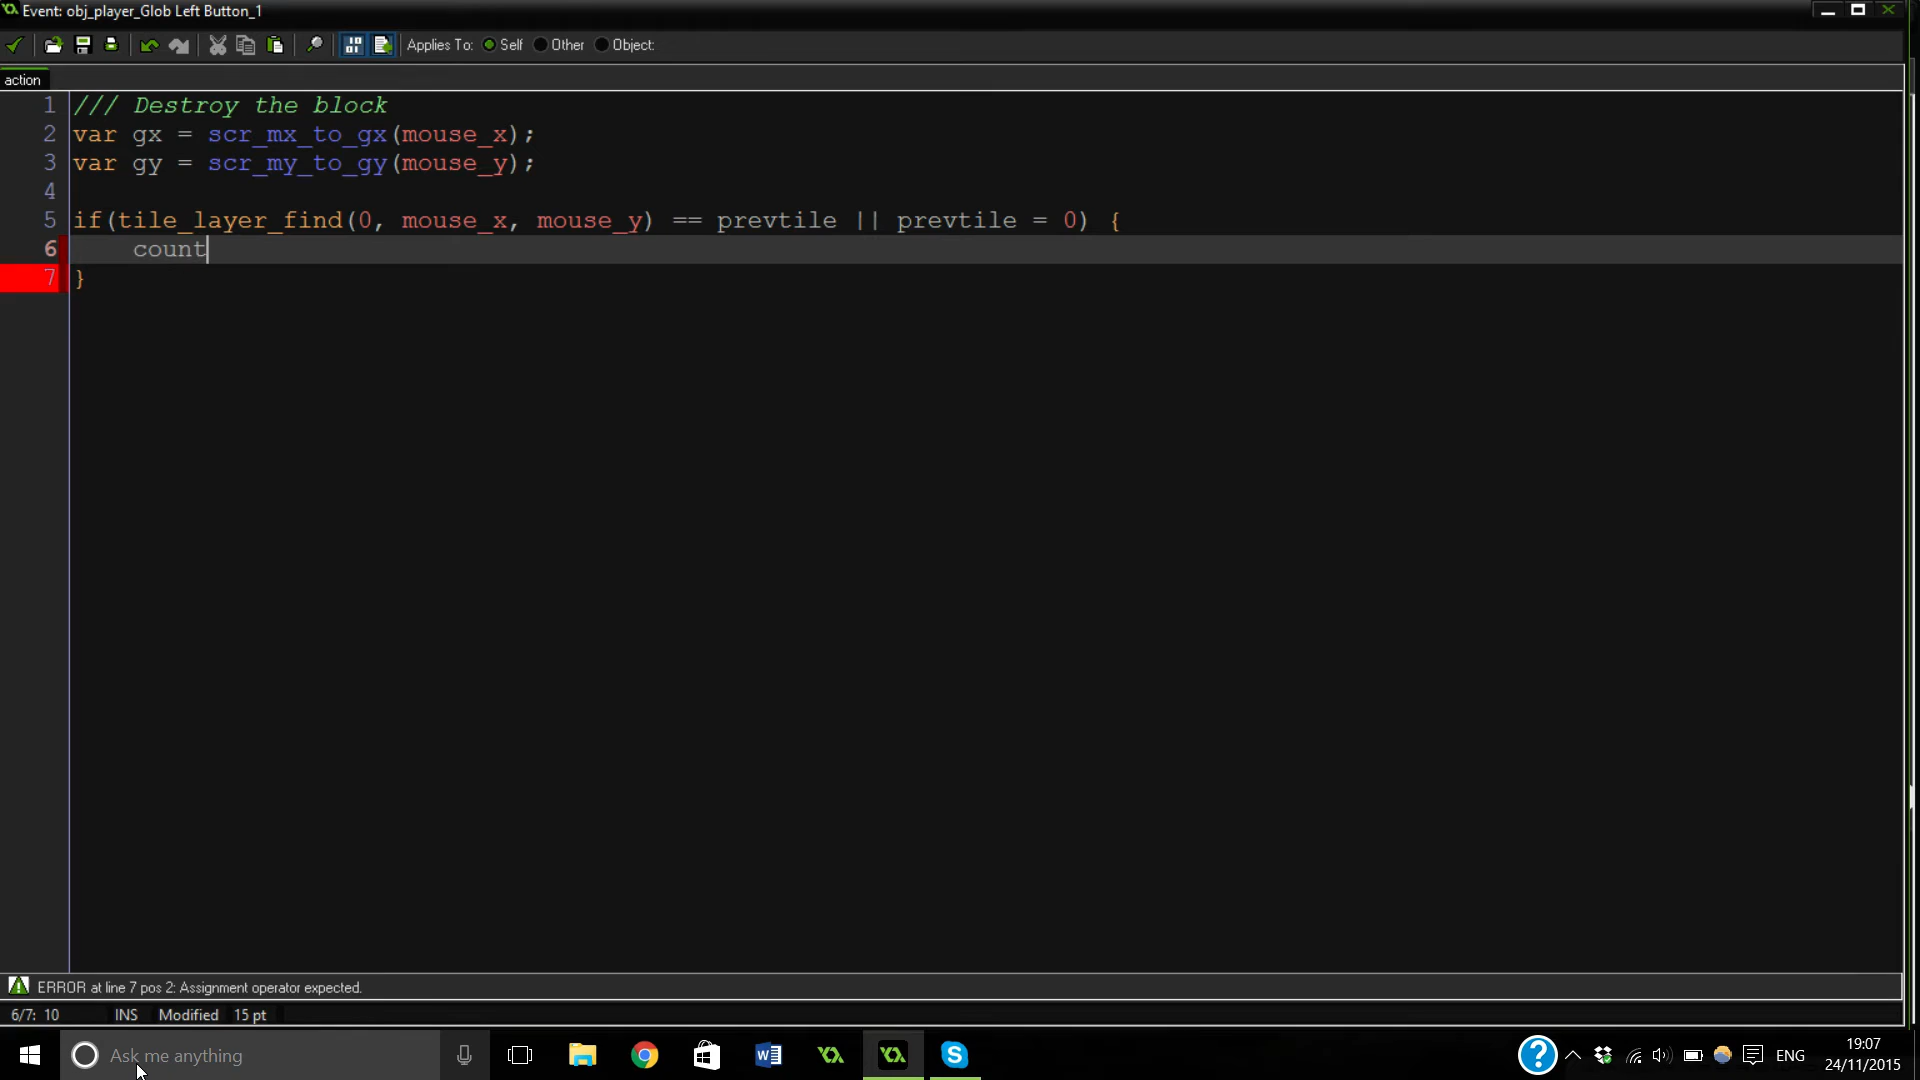 Event: obj_player_Glob Left Button_1
Applies To: Self Other Object:
action
1 /// Destroy the block
2 var gx = scr_mx_to_gx(mouse_x);
3 var gy = scr_my_to_gy(mouse_y);
4
5 if(tile_layer_find(0, mouse_x, mouse_y) == prevtile || prevtile = 0) {
6 count
7 }
ERROR at line 7 pos 2: Assignment operator expected.
6/7: 10 INS Modified 15 pt
Ask me anything
ENG
19:07
24/11/2015